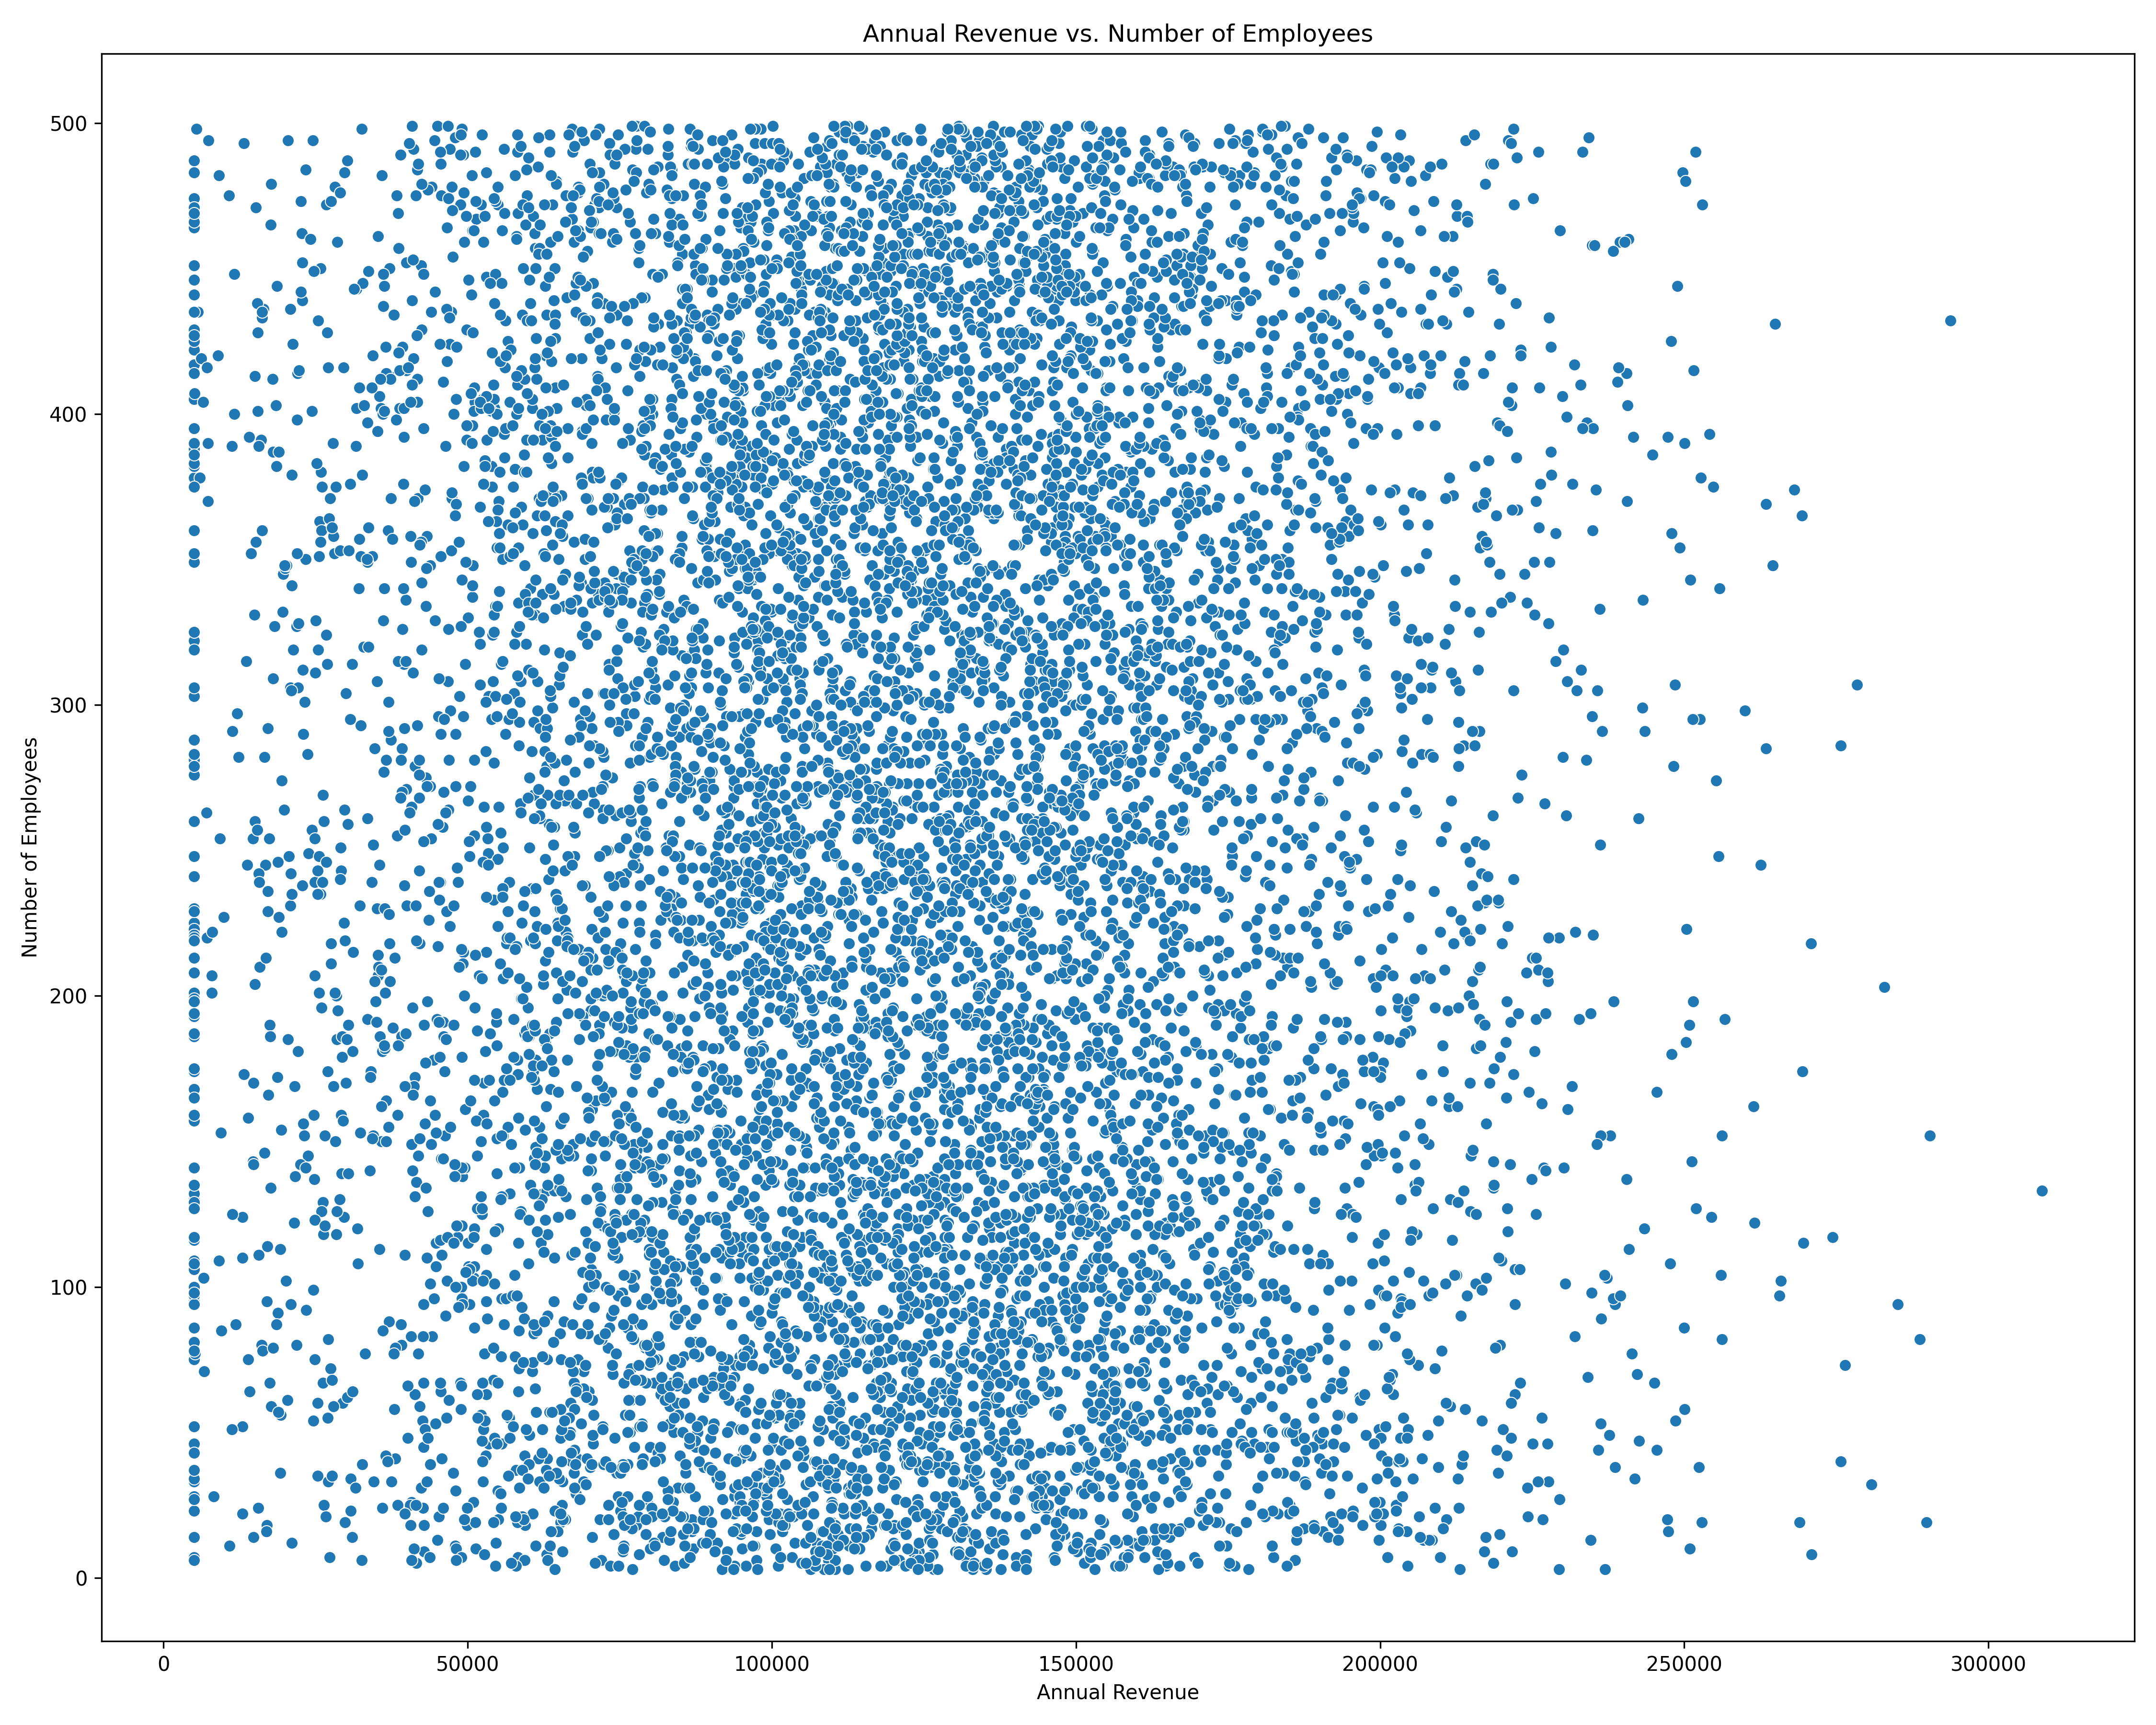 Annual Revenue vs. Number of Employees
500
400
300
200
100
0
Number of Employees
0 50000 100000 150000 200000 250000 300000
Annual Revenue